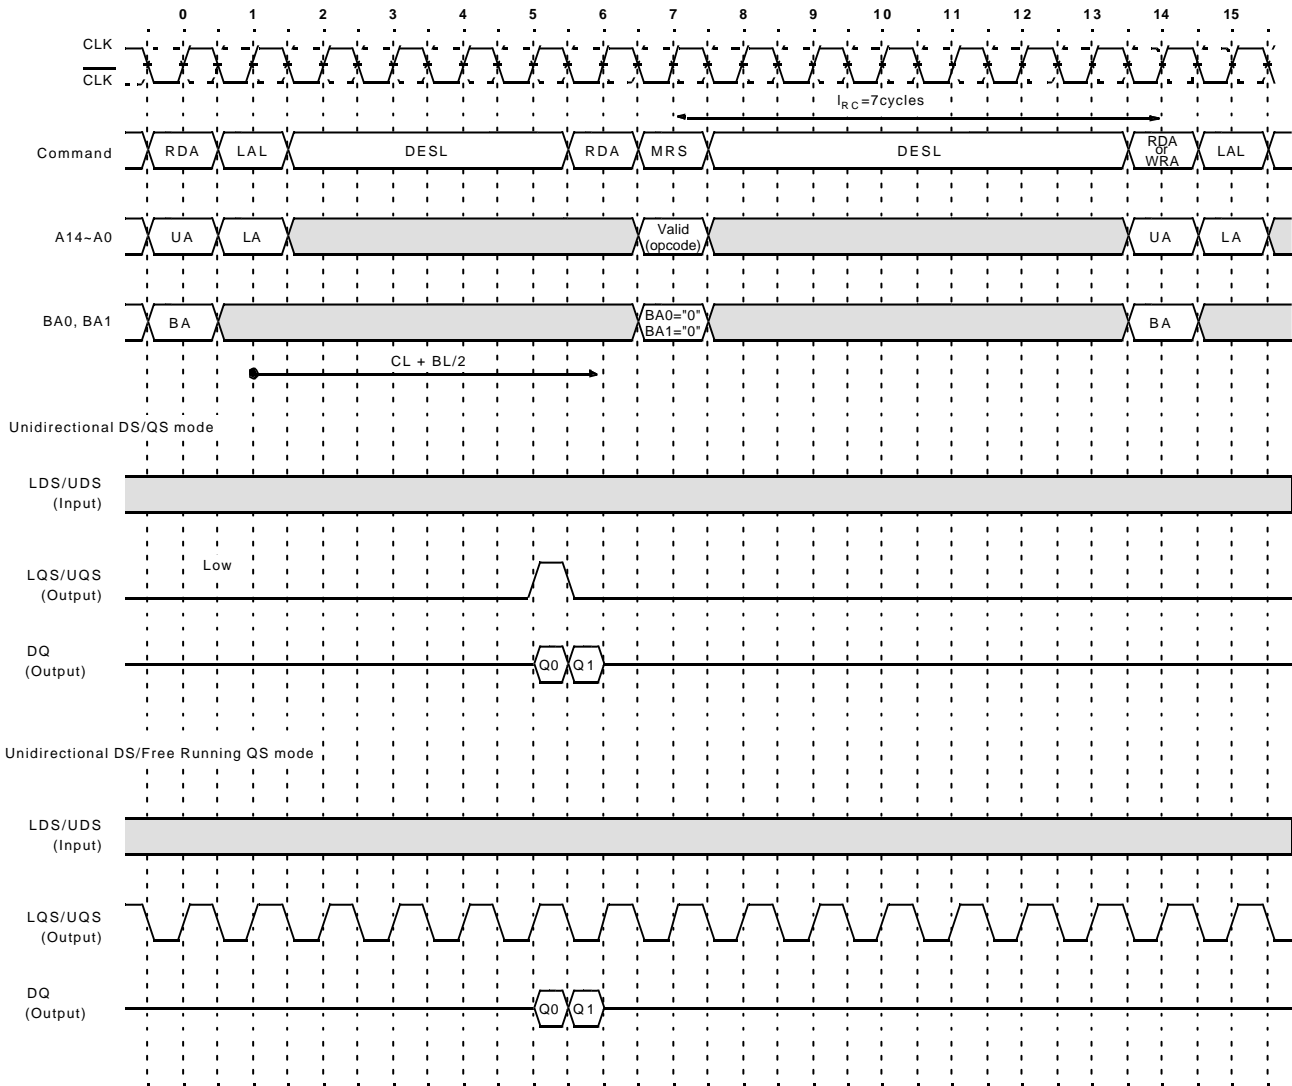 0 1 2 3 4 5 6 7 8 9 10 11 12 13 14 15
CLK
CLK
IRC=7cycles
Command
RDA LAL DESL RDA MRS DESL RDA or WRA LAL
A14~A0
UA LA Valid (opcode) UA LA
BA0, BA1
BA BA0="0" BA1="0" BA
CL + BL/2
Unidirectional DS/QS mode
LDS/UDS
(Input)
Low
LQS/UQS
(Output)
DQ
(Output)
Q0 Q1
Unidirectional DS/Free Running QS mode
LDS/UDS
(Input)
LQS/UQS
(Output)
DQ
(Output)
Q0 Q1